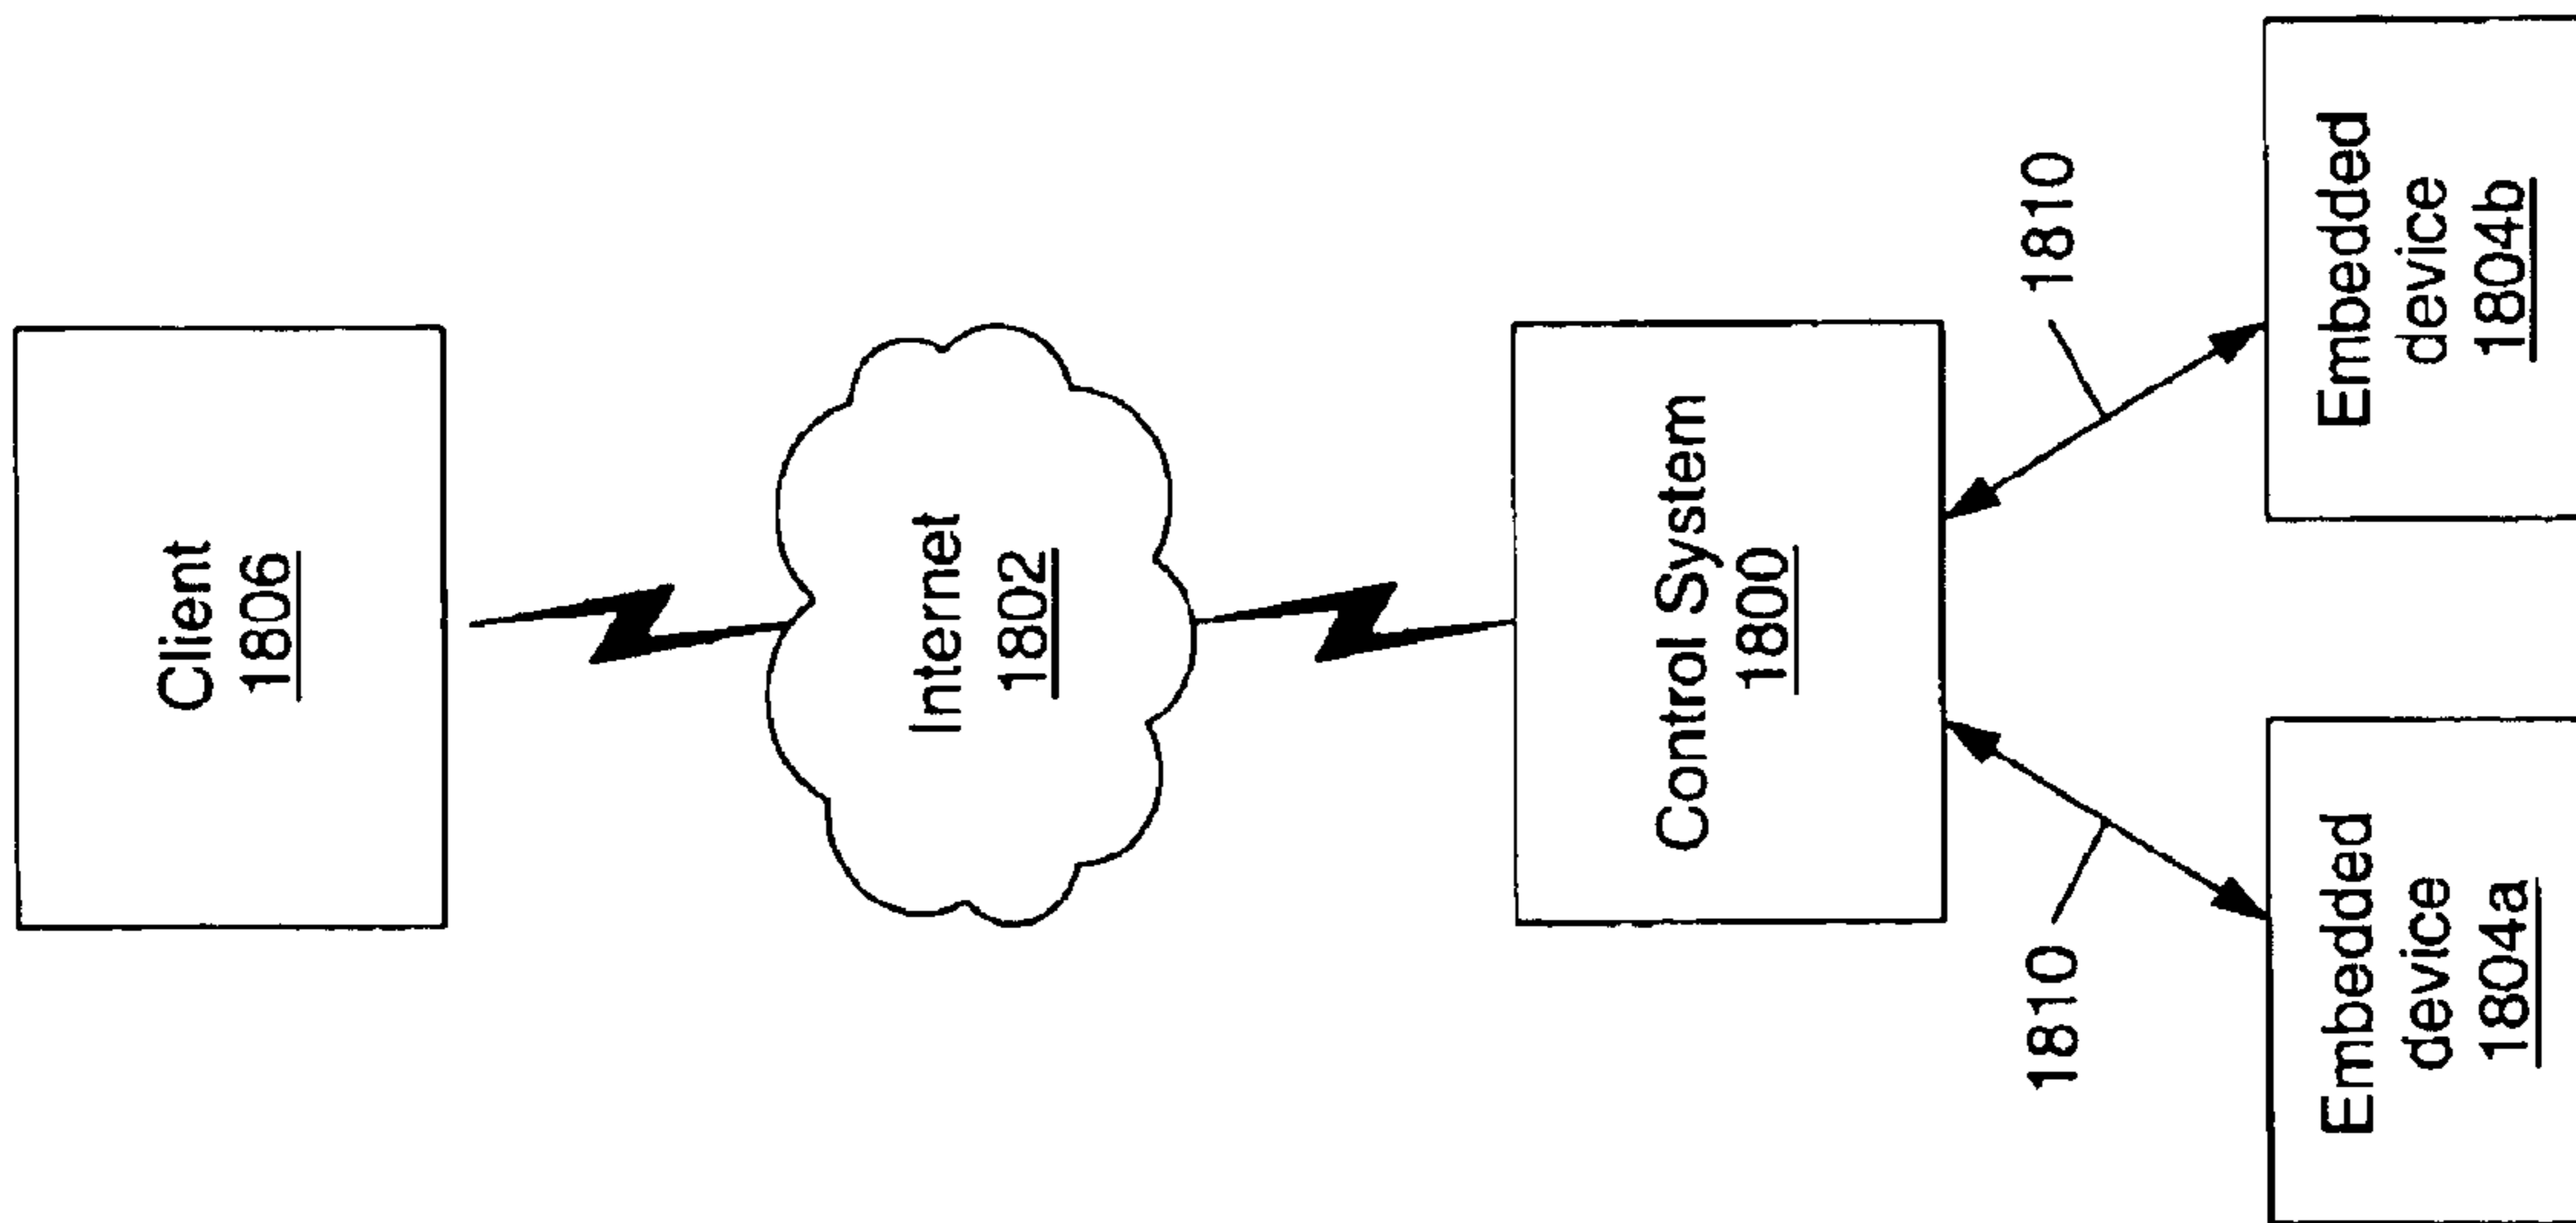 Client
1806
Internet
1802
Control System
1800
1810
1810
Embedded
device
1804a
Embedded
device
1804b